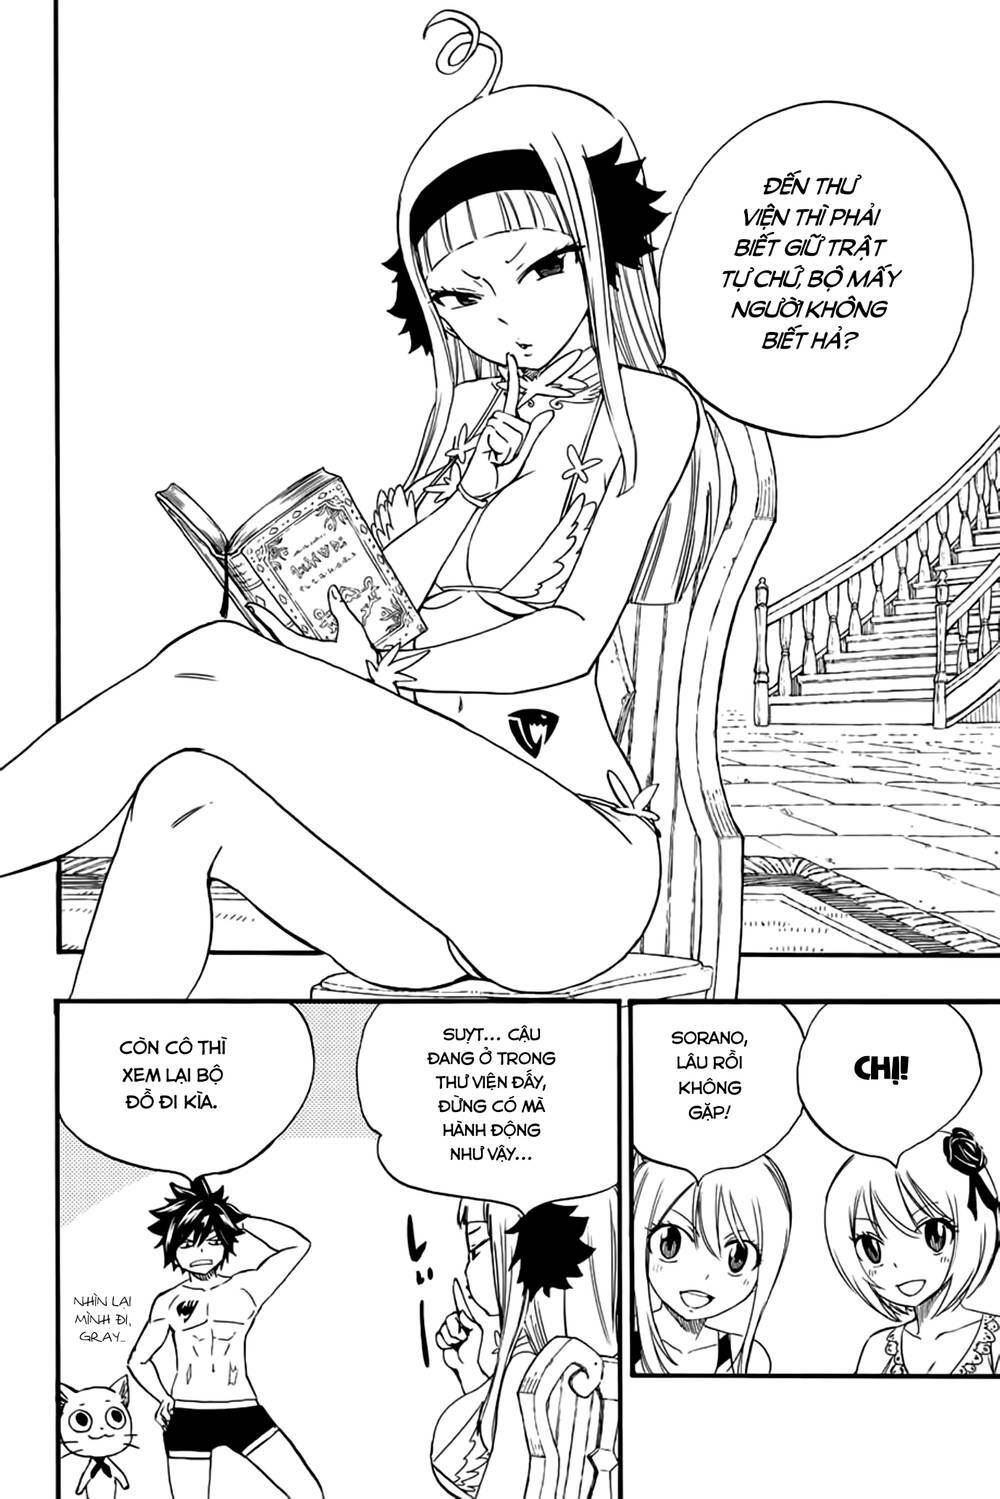 ĐẾN THƯ
VIỆN THÌ PHẢI
BIẾT GIỮ TRẬT
TỰ CHỨ, BỘ MẤY
NGƯỜI KHÔNG
BIẾT HẢ?
CHỊ!
SORANO,
LÂU RỒI
KHÔNG
GẶP!
SUỴT... CẬU
ĐANG Ở TRONG
THƯ VIỆN ĐẤY,
ĐỪNG CÓ MÀ
HÀNH ĐỘNG
NHƯ VẬY...
CÒN CÔ THÌ
XEM LẠI BỘ
ĐỒ ĐI KÌA.
NHÌN LẠI
MÌNH ĐI,
GRAY...